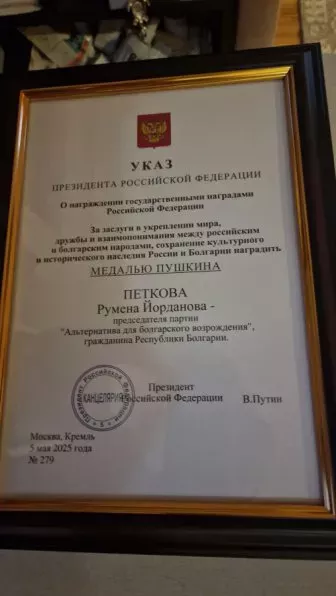 УКАЗ
ПРЕЗИДЕНТА РОССИЙСКОЙ ФЕДЕРАЦИИ
О награждении государственными наградами
Российской Федерации
За заслуги в укреплении мира,
дружбы и взаимопонимания между российским
и болгарским народами, сохранение культурного
и исторического наследия России и Болгарии наградить
МЕДАЛЬЮ ПУШКИНА
ПЕТКОВА
Румена Йорданова -
председателя партии
"Альтернатива для болгарского возрождения",
гражданина Республики Болгарии.
Президент
Российской Федерации В.Путин
КАНЦЕЛЯРИЯ
Москва, Кремль
5 мая 2025 года
№ 279